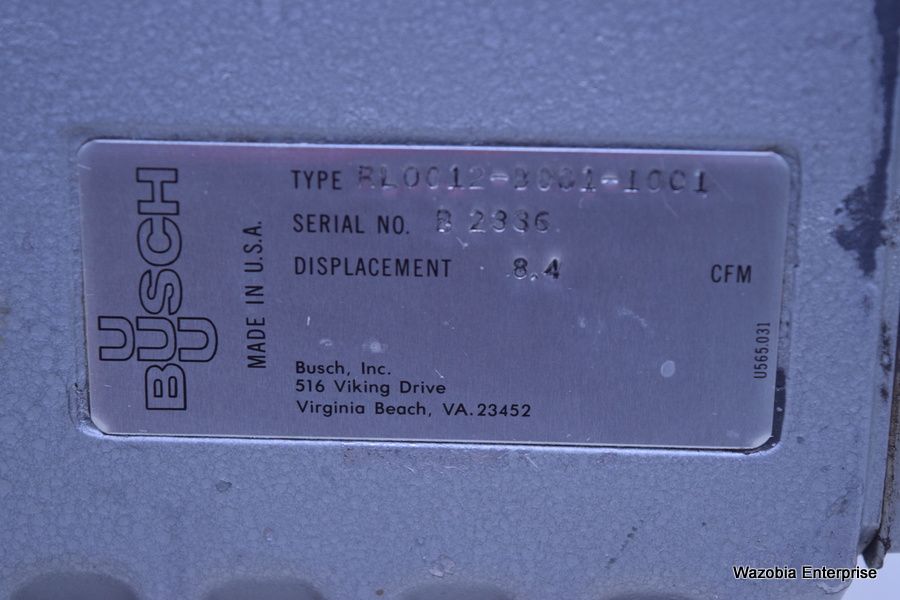 BUSCH
BUSCH
MADE IN U.S.A.
TYPE RL0012-B001-1001
SERIAL NO. B 2336
DISPLACEMENT 8.4 CFM
Busch, Inc.
516 Viking Drive
Virginia Beach, VA. 23452
U565.031
Wazobia Enterprise